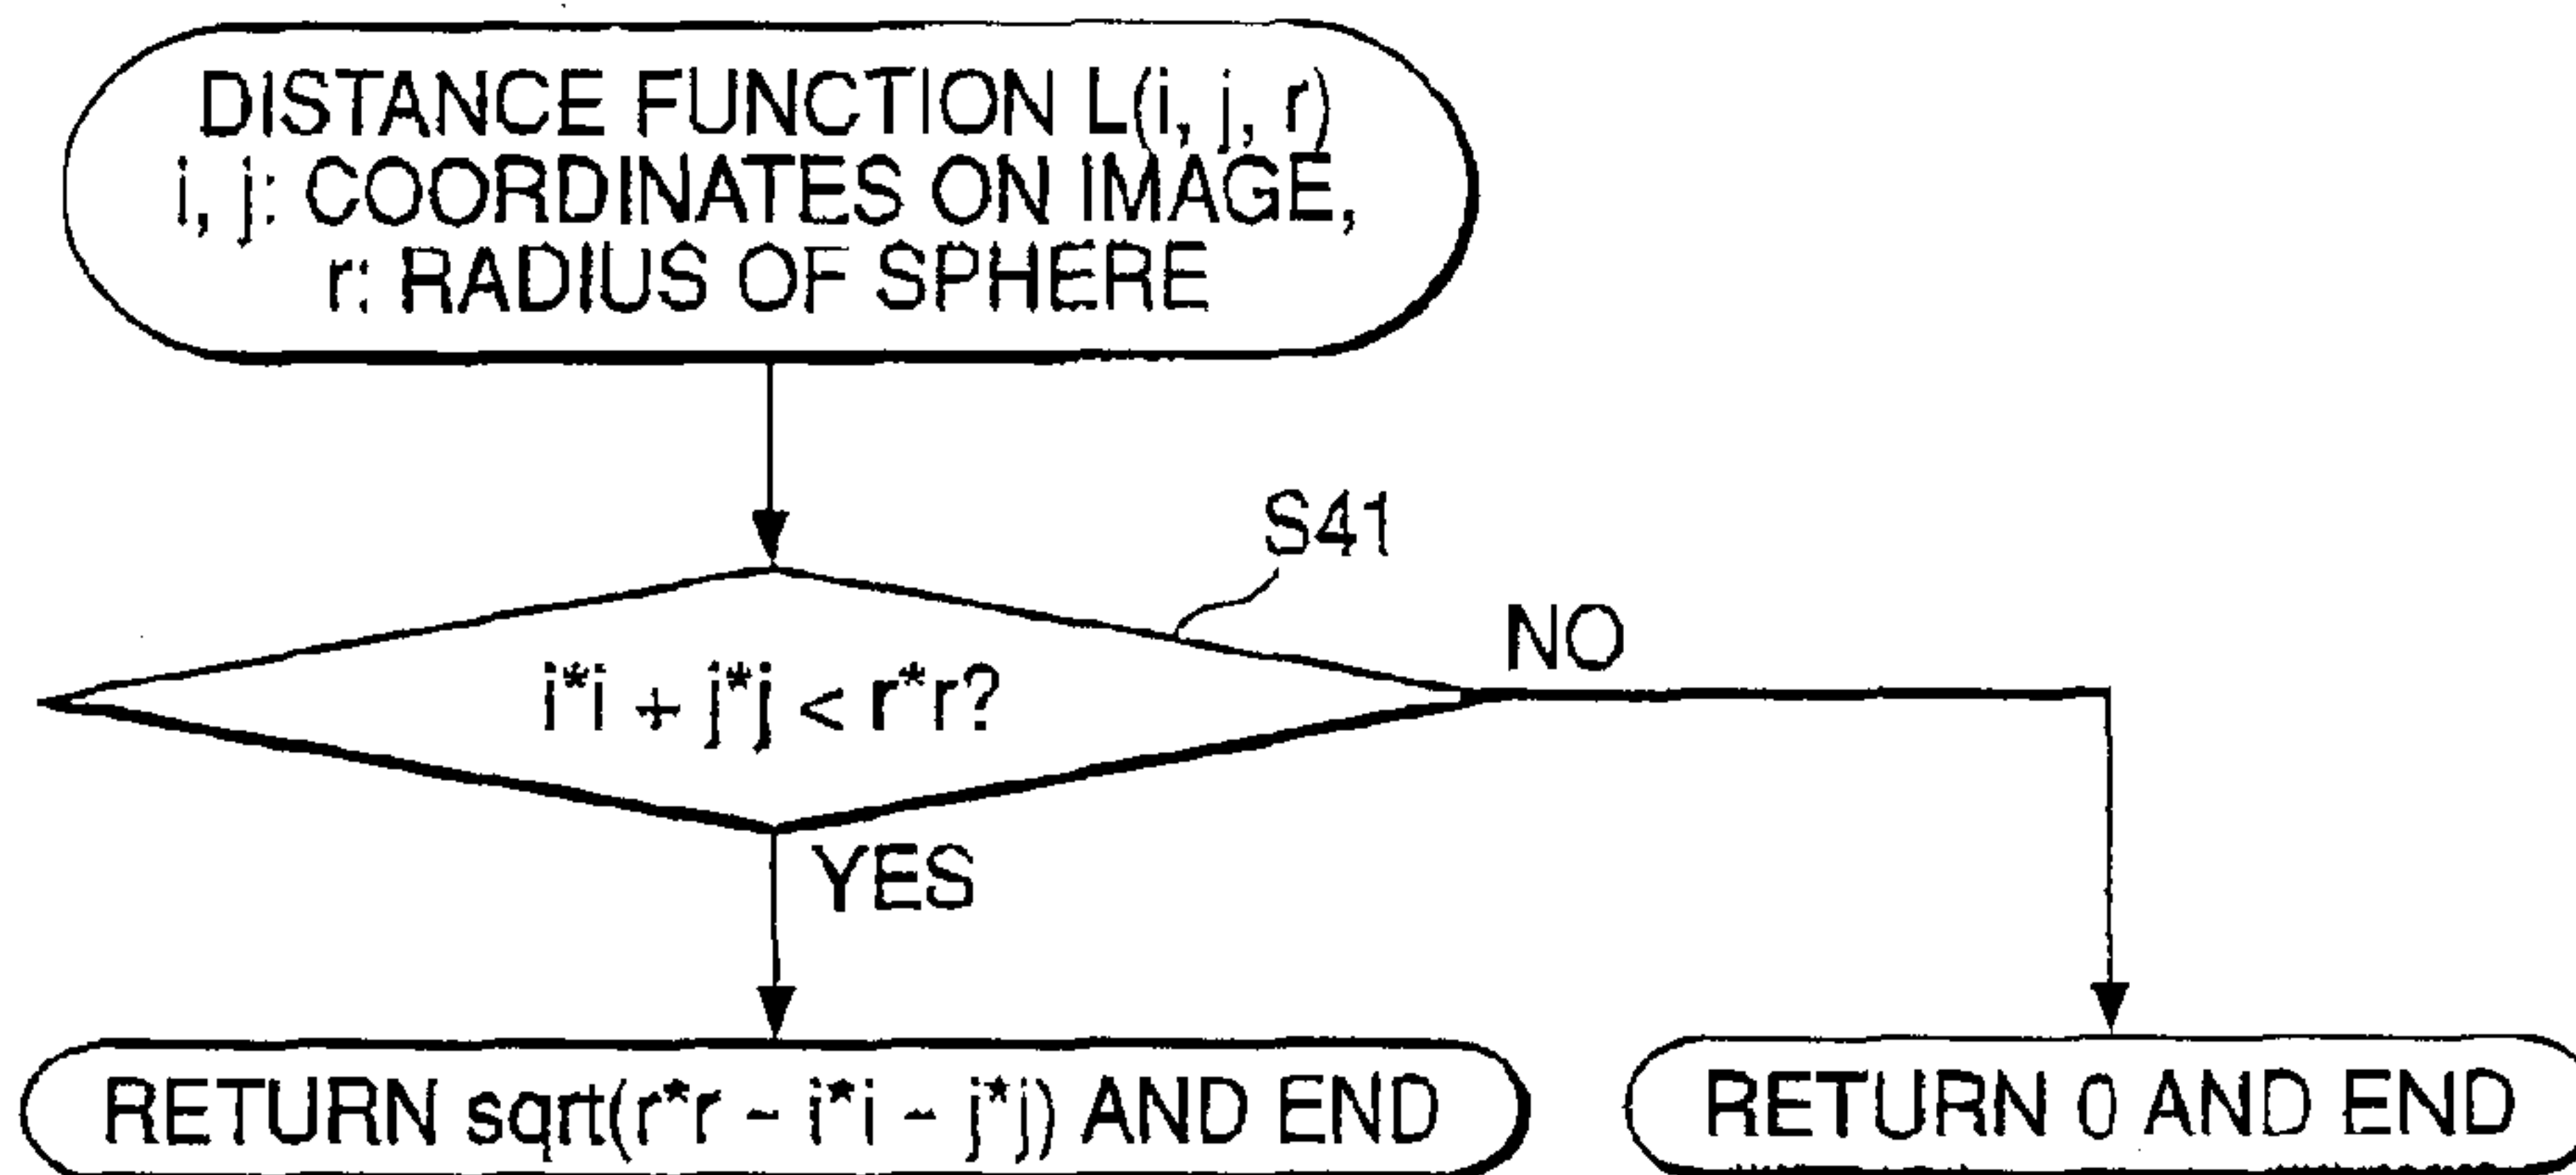 DISTANCE FUNCTION L(i, j, r)
i, j: COORDINATES ON IMAGE,
r: RADIUS OF SPHERE
S41
i*i + j*j < r*r?
NO
YES
RETURN sqrt(r*r - i*i - j*j) AND END
RETURN 0 AND END